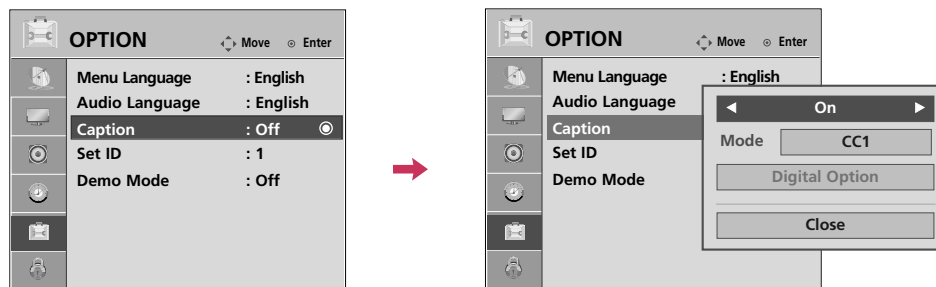 OPTION
Move Enter
Menu Language : English
Audio Language : English
Caption : Off
Set ID : 1
Demo Mode : Off
OPTION
Move Enter
Menu Language : English
Audio Language
Caption
Set ID
Demo Mode
On
Mode CC1
Digital Option
Close